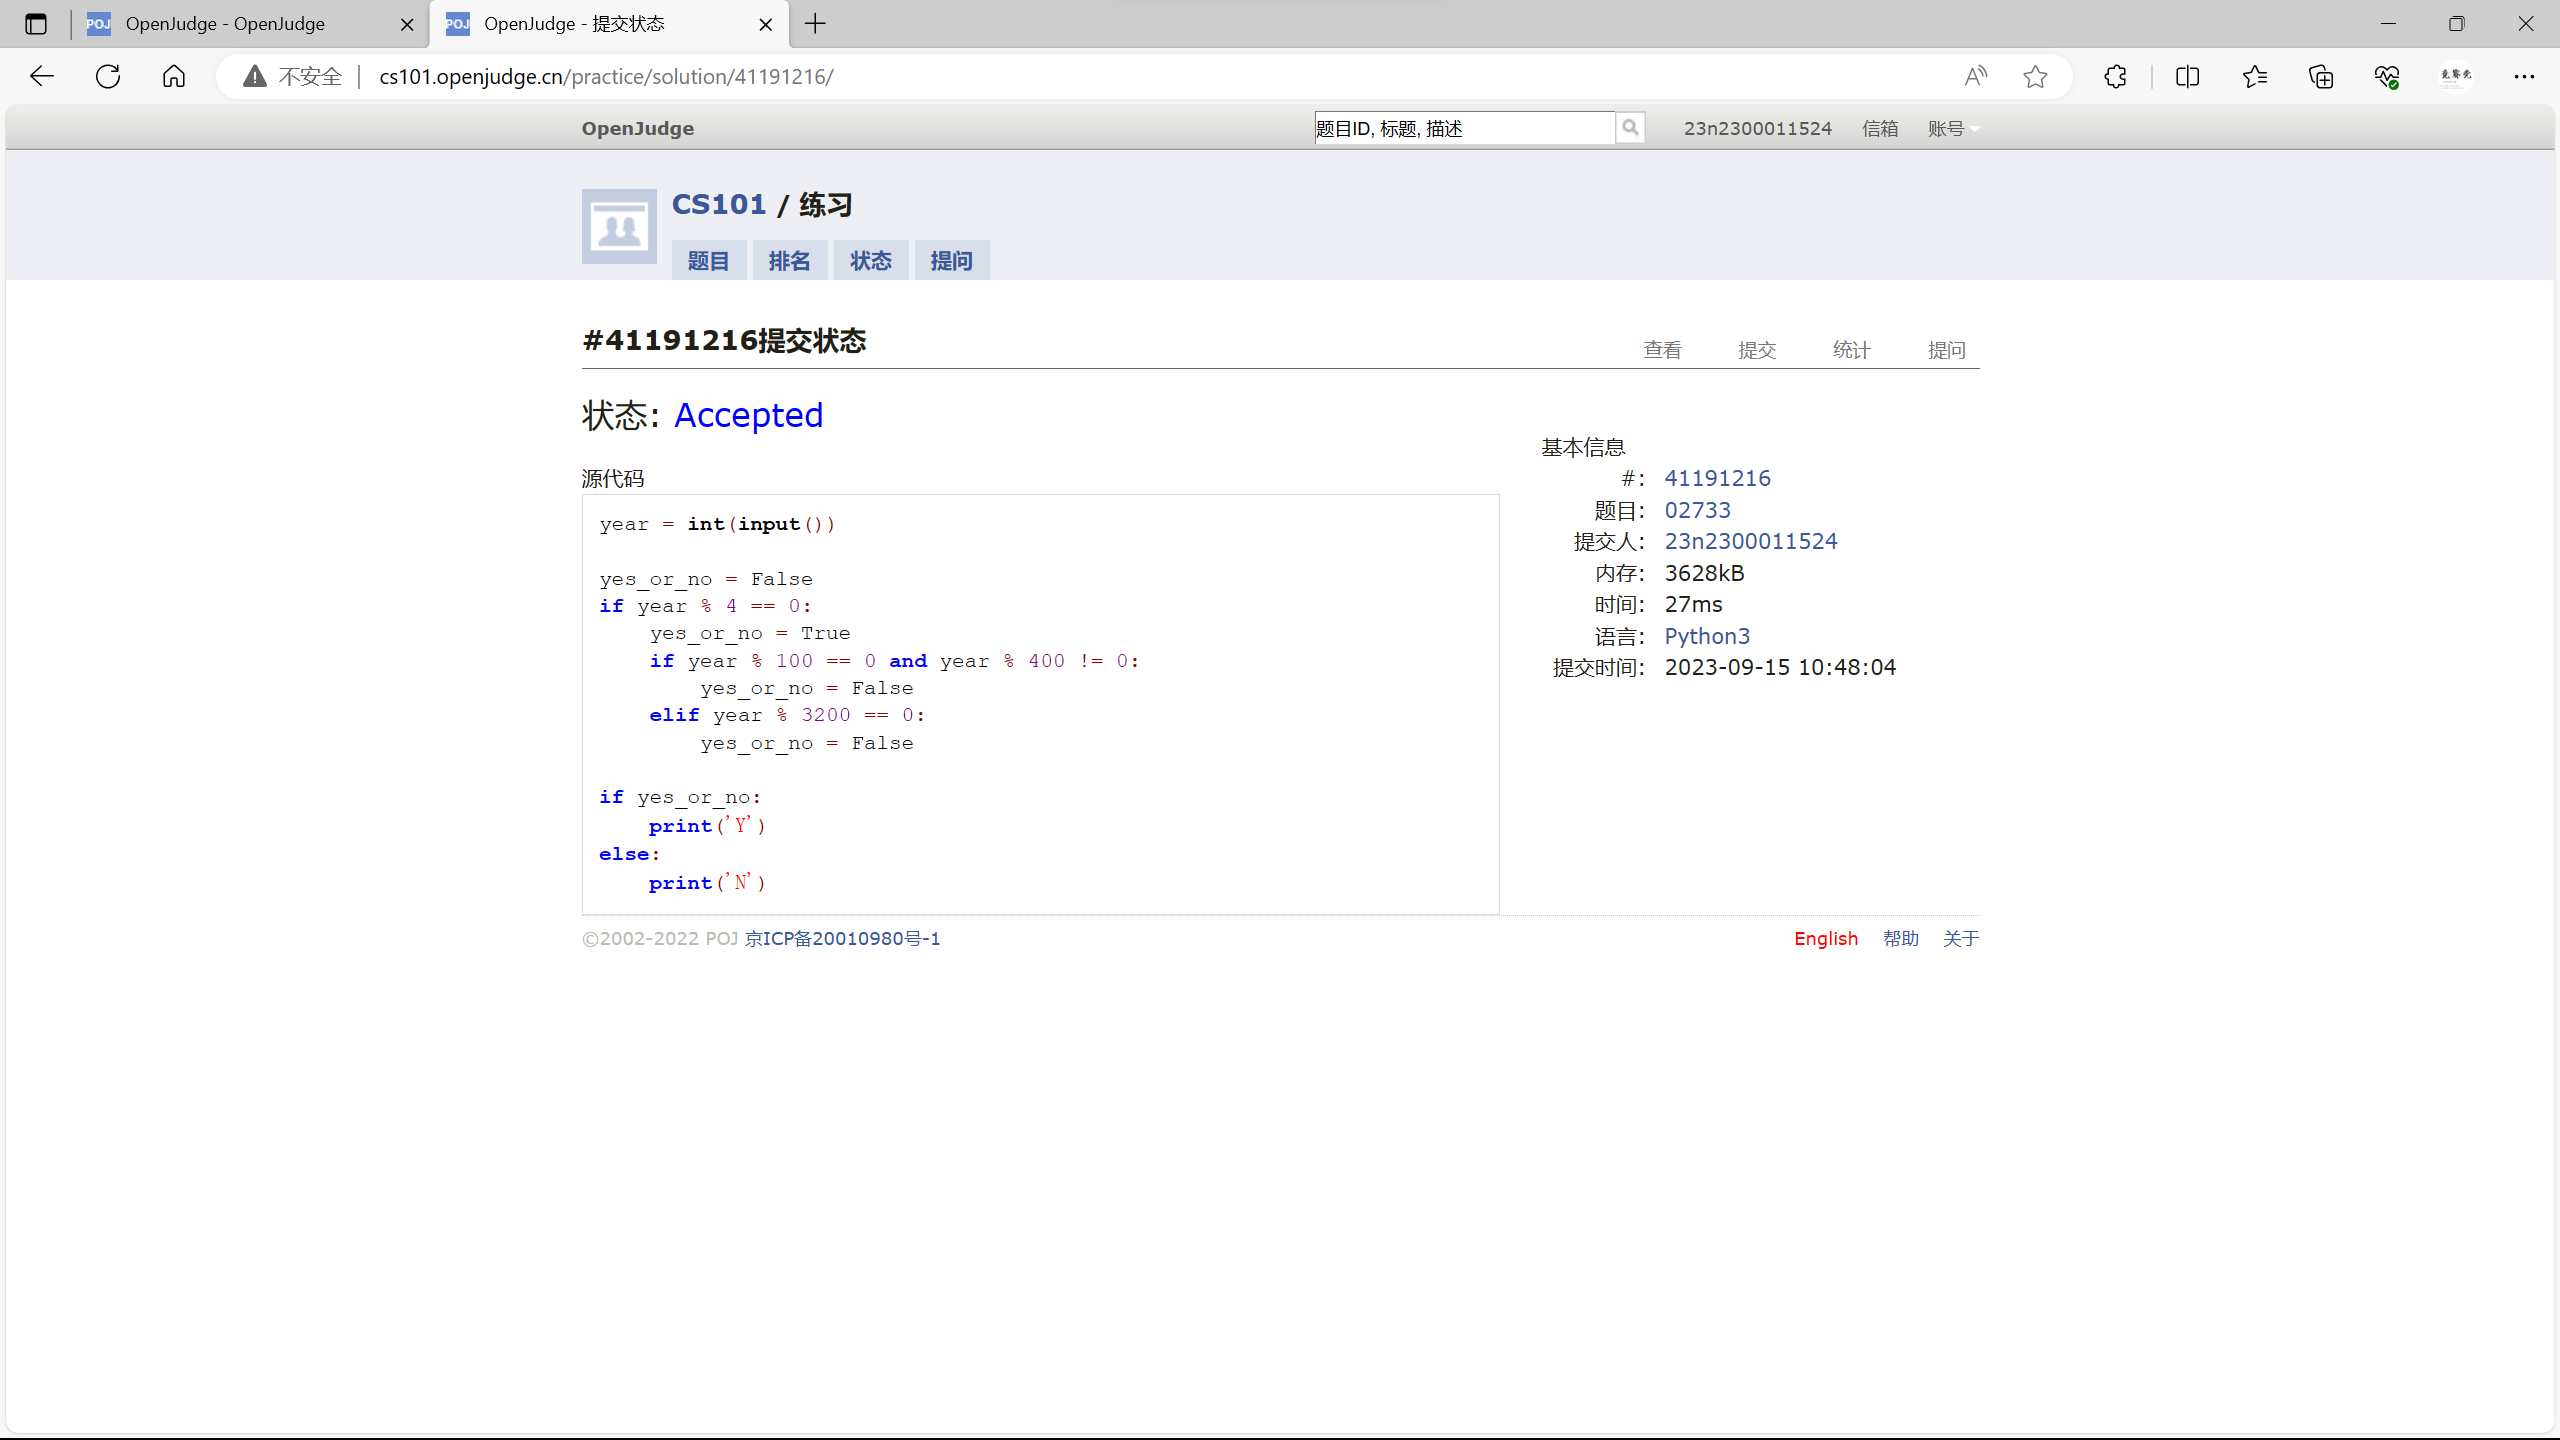 OpenJudge - OpenJudge
OpenJudge - 提交状态
不安全
cs101.openjudge.cn/practice/solution/41191216/
OpenJudge
题目ID, 标题, 描述
23n2300011524 信箱 账号
CS101 / 练习
题目 排名 状态 提问
#41191216提交状态
查看 提交 统计 提问
状态: Accepted
源代码
year = int(input())
yes_or_no = False
if year % 4 == 0:
    yes_or_no = True
    if year % 100 == 0 and year % 400 != 0:
        yes_or_no = False
    elif year % 3200 == 0:
        yes_or_no = False
if yes_or_no:
    print('Y')
else:
    print('N')
基本信息
#: 41191216
题目: 02733
提交人: 23n2300011524
内存: 3628kB
时间: 27ms
语言: Python3
提交时间: 2023-09-15 10:48:04
©2002-2022 POJ 京ICP备20010980号-1
English 帮助 关于